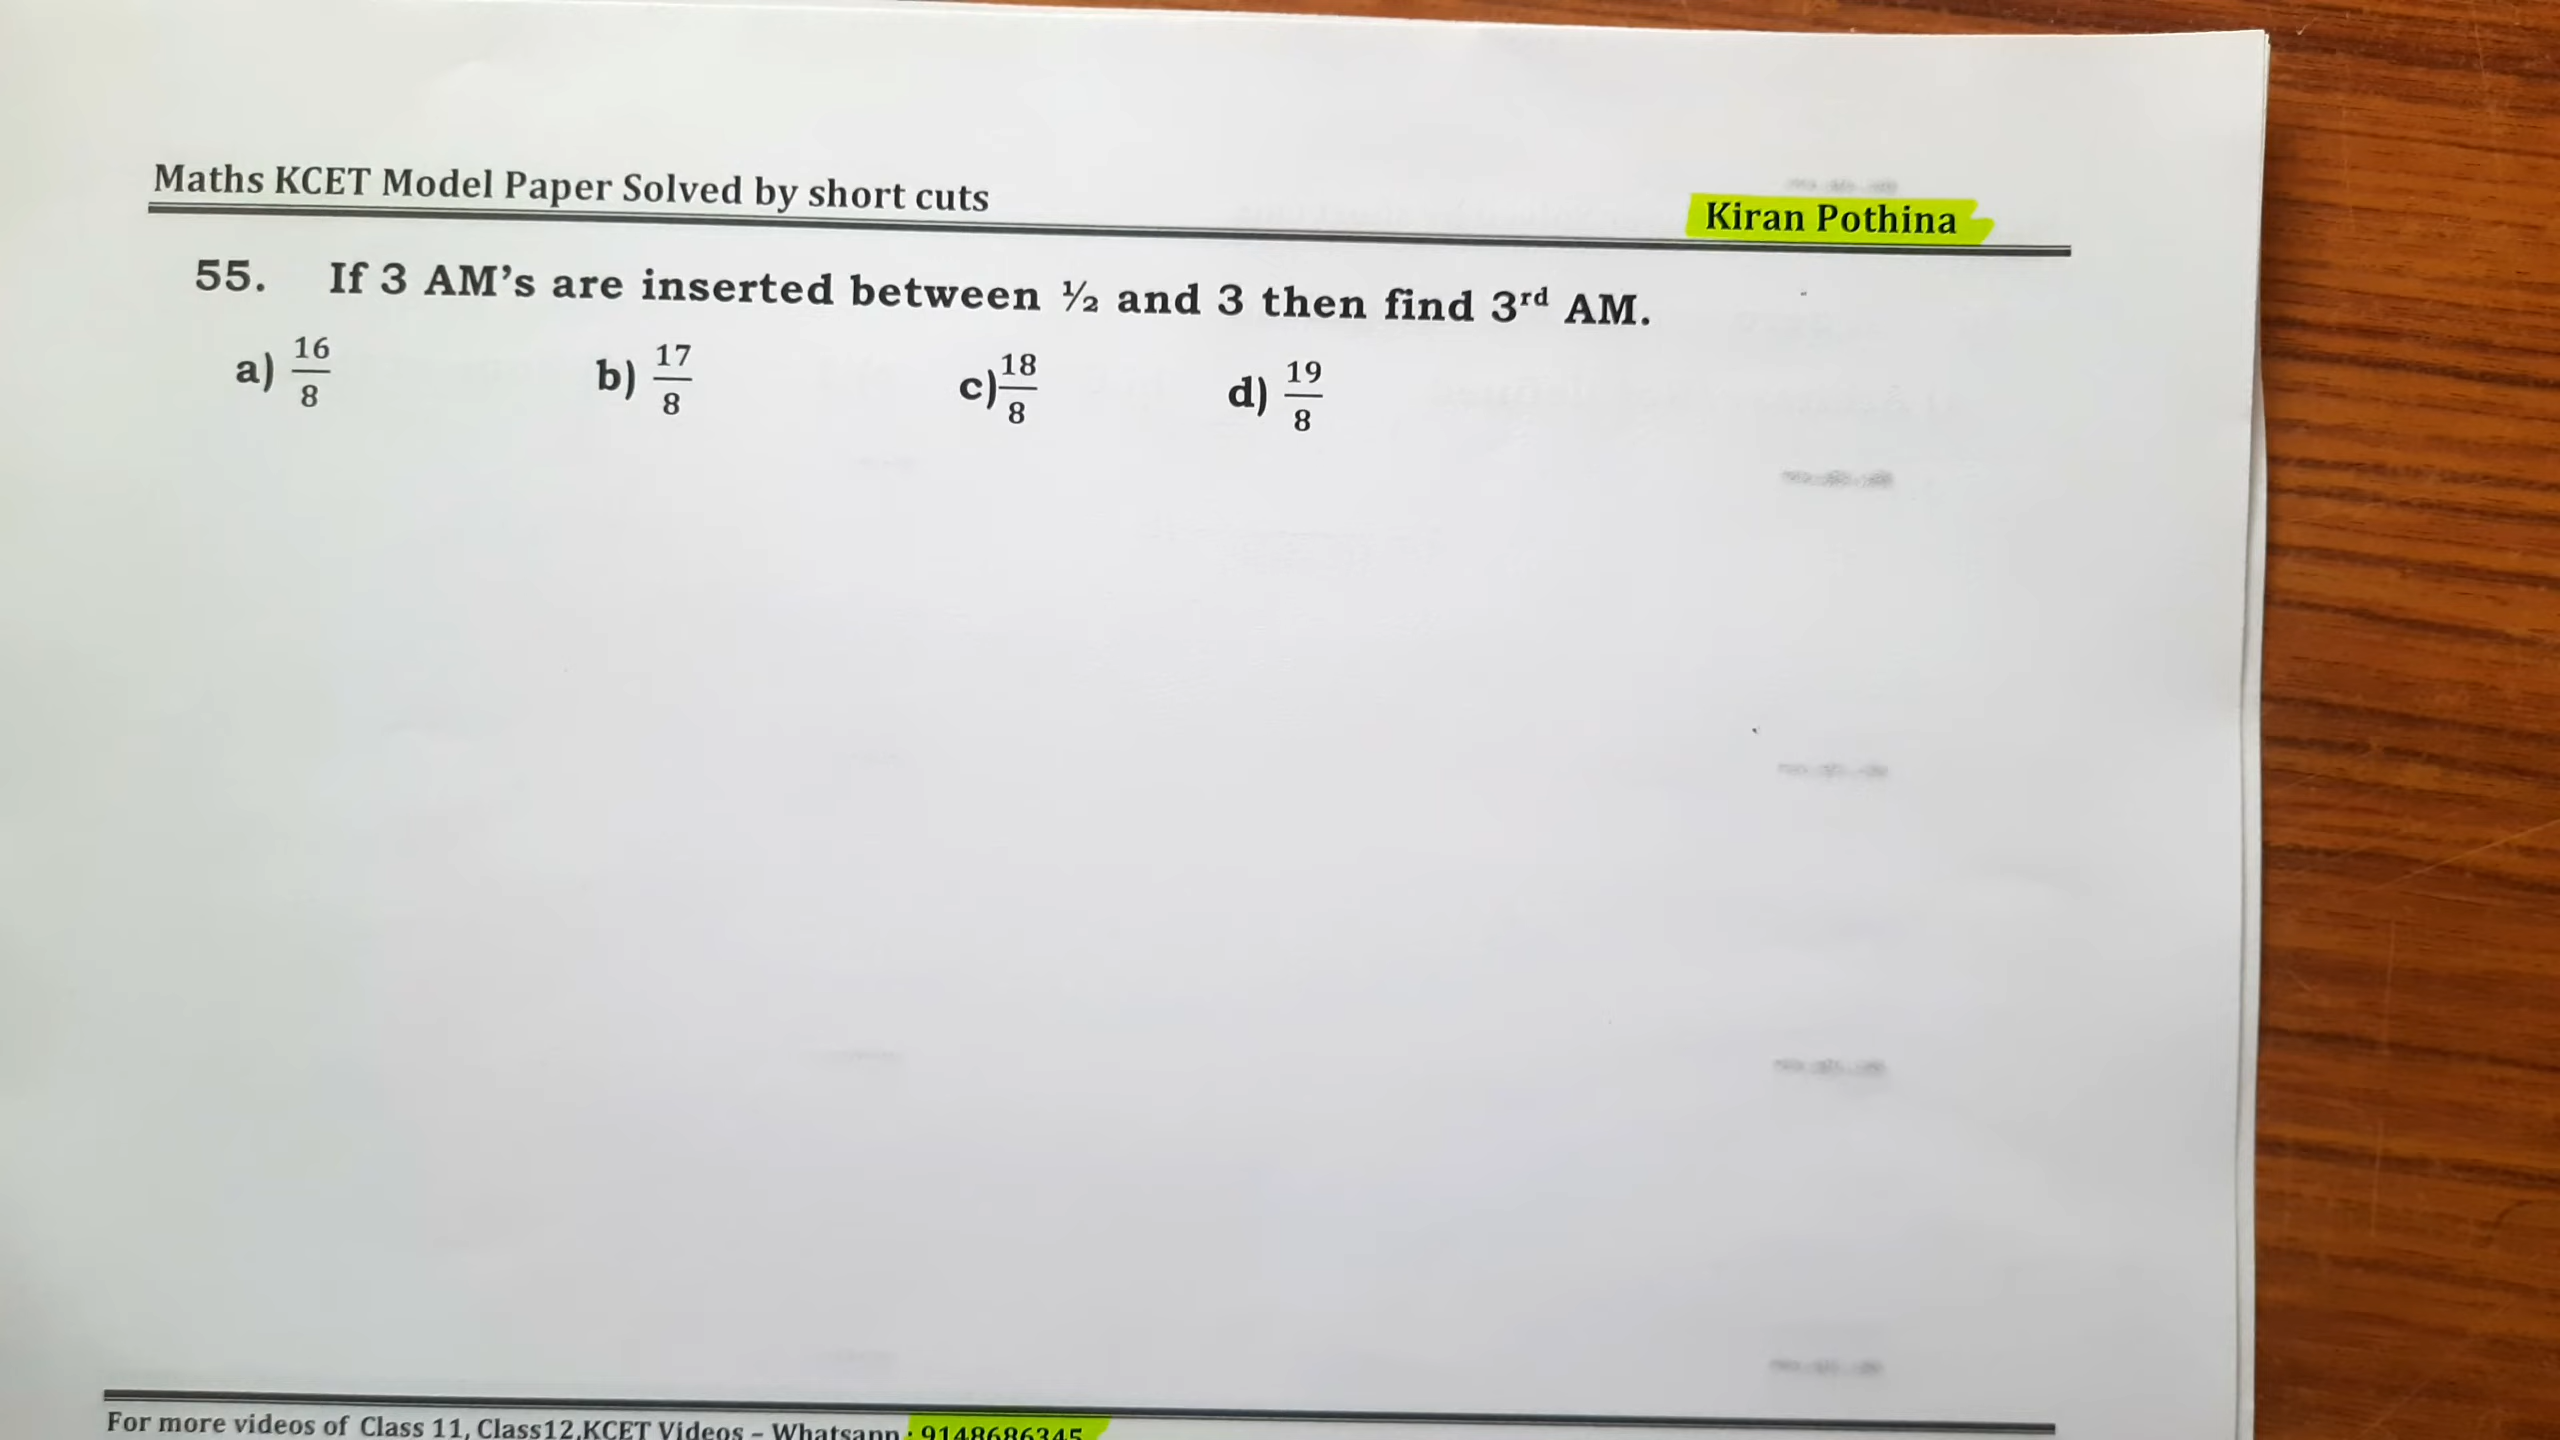 Maths KCET Model Paper Solved by short cuts
Kiran Pothina
55. If 3 AM's are inserted between ½ and 3 then find 3rd AM.
a) 16/8 b) 17/8 c) 18/8 d) 19/8
For more videos of Class 11, Class12,KCET Videos – Whatsapp : 9148686345